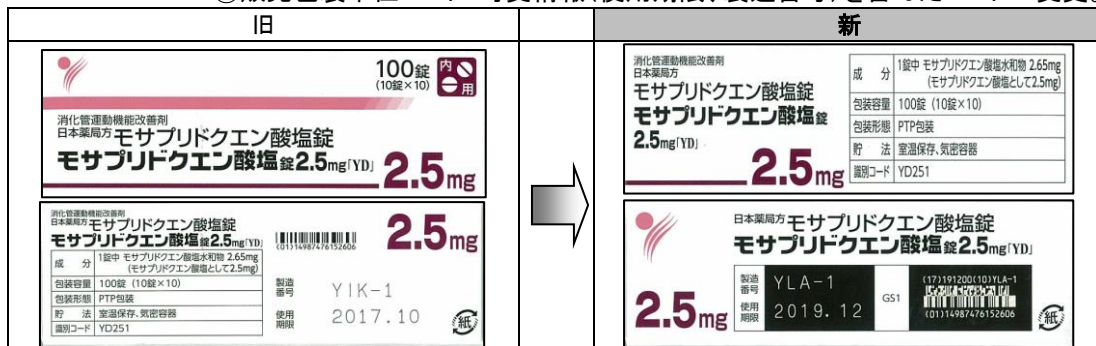 旧
新
100錠
(10錠×10)
内
用
消化管運動機能改善剤
日本薬局方 モサプリドクエン酸塩錠
モサプリドクエン酸塩錠2.5mg「YD」
2.5mg
消化管運動機能改善剤
日本薬局方 モサプリドクエン酸塩錠
モサプリドクエン酸塩錠2.5mg「YD」
(01)14987476152606
2.5mg
成 分 1錠中 モサプリドクエン酸塩水和物 2.65mg
(モサプリドクエン酸塩として2.5mg)
包装容量 100錠 (10錠×10)
包装形態 PTP包装
貯 法 室温保存、気密容器
識別コード YD251
製造番号 YIK-1
使用期限 2017.10
紙
消化管運動機能改善剤
日本薬局方
モサプリドクエン酸塩錠
モサプリドクエン酸塩錠
2.5mg「YD」
2.5mg
成 分 1錠中 モサプリドクエン酸塩水和物 2.65mg
(モサプリドクエン酸塩として2.5mg)
包装容量 100錠 (10錠×10)
包装形態 PTP包装
貯 法 室温保存、気密容器
識別コード YD251
日本薬局方 モサプリドクエン酸塩錠
モサプリドクエン酸塩錠2.5mg「YD」
2.5mg
製造番号 YLA-1
使用期限 2019.12
GS1
(17)191200(10)YLA-1
(01)14987476152606
紙